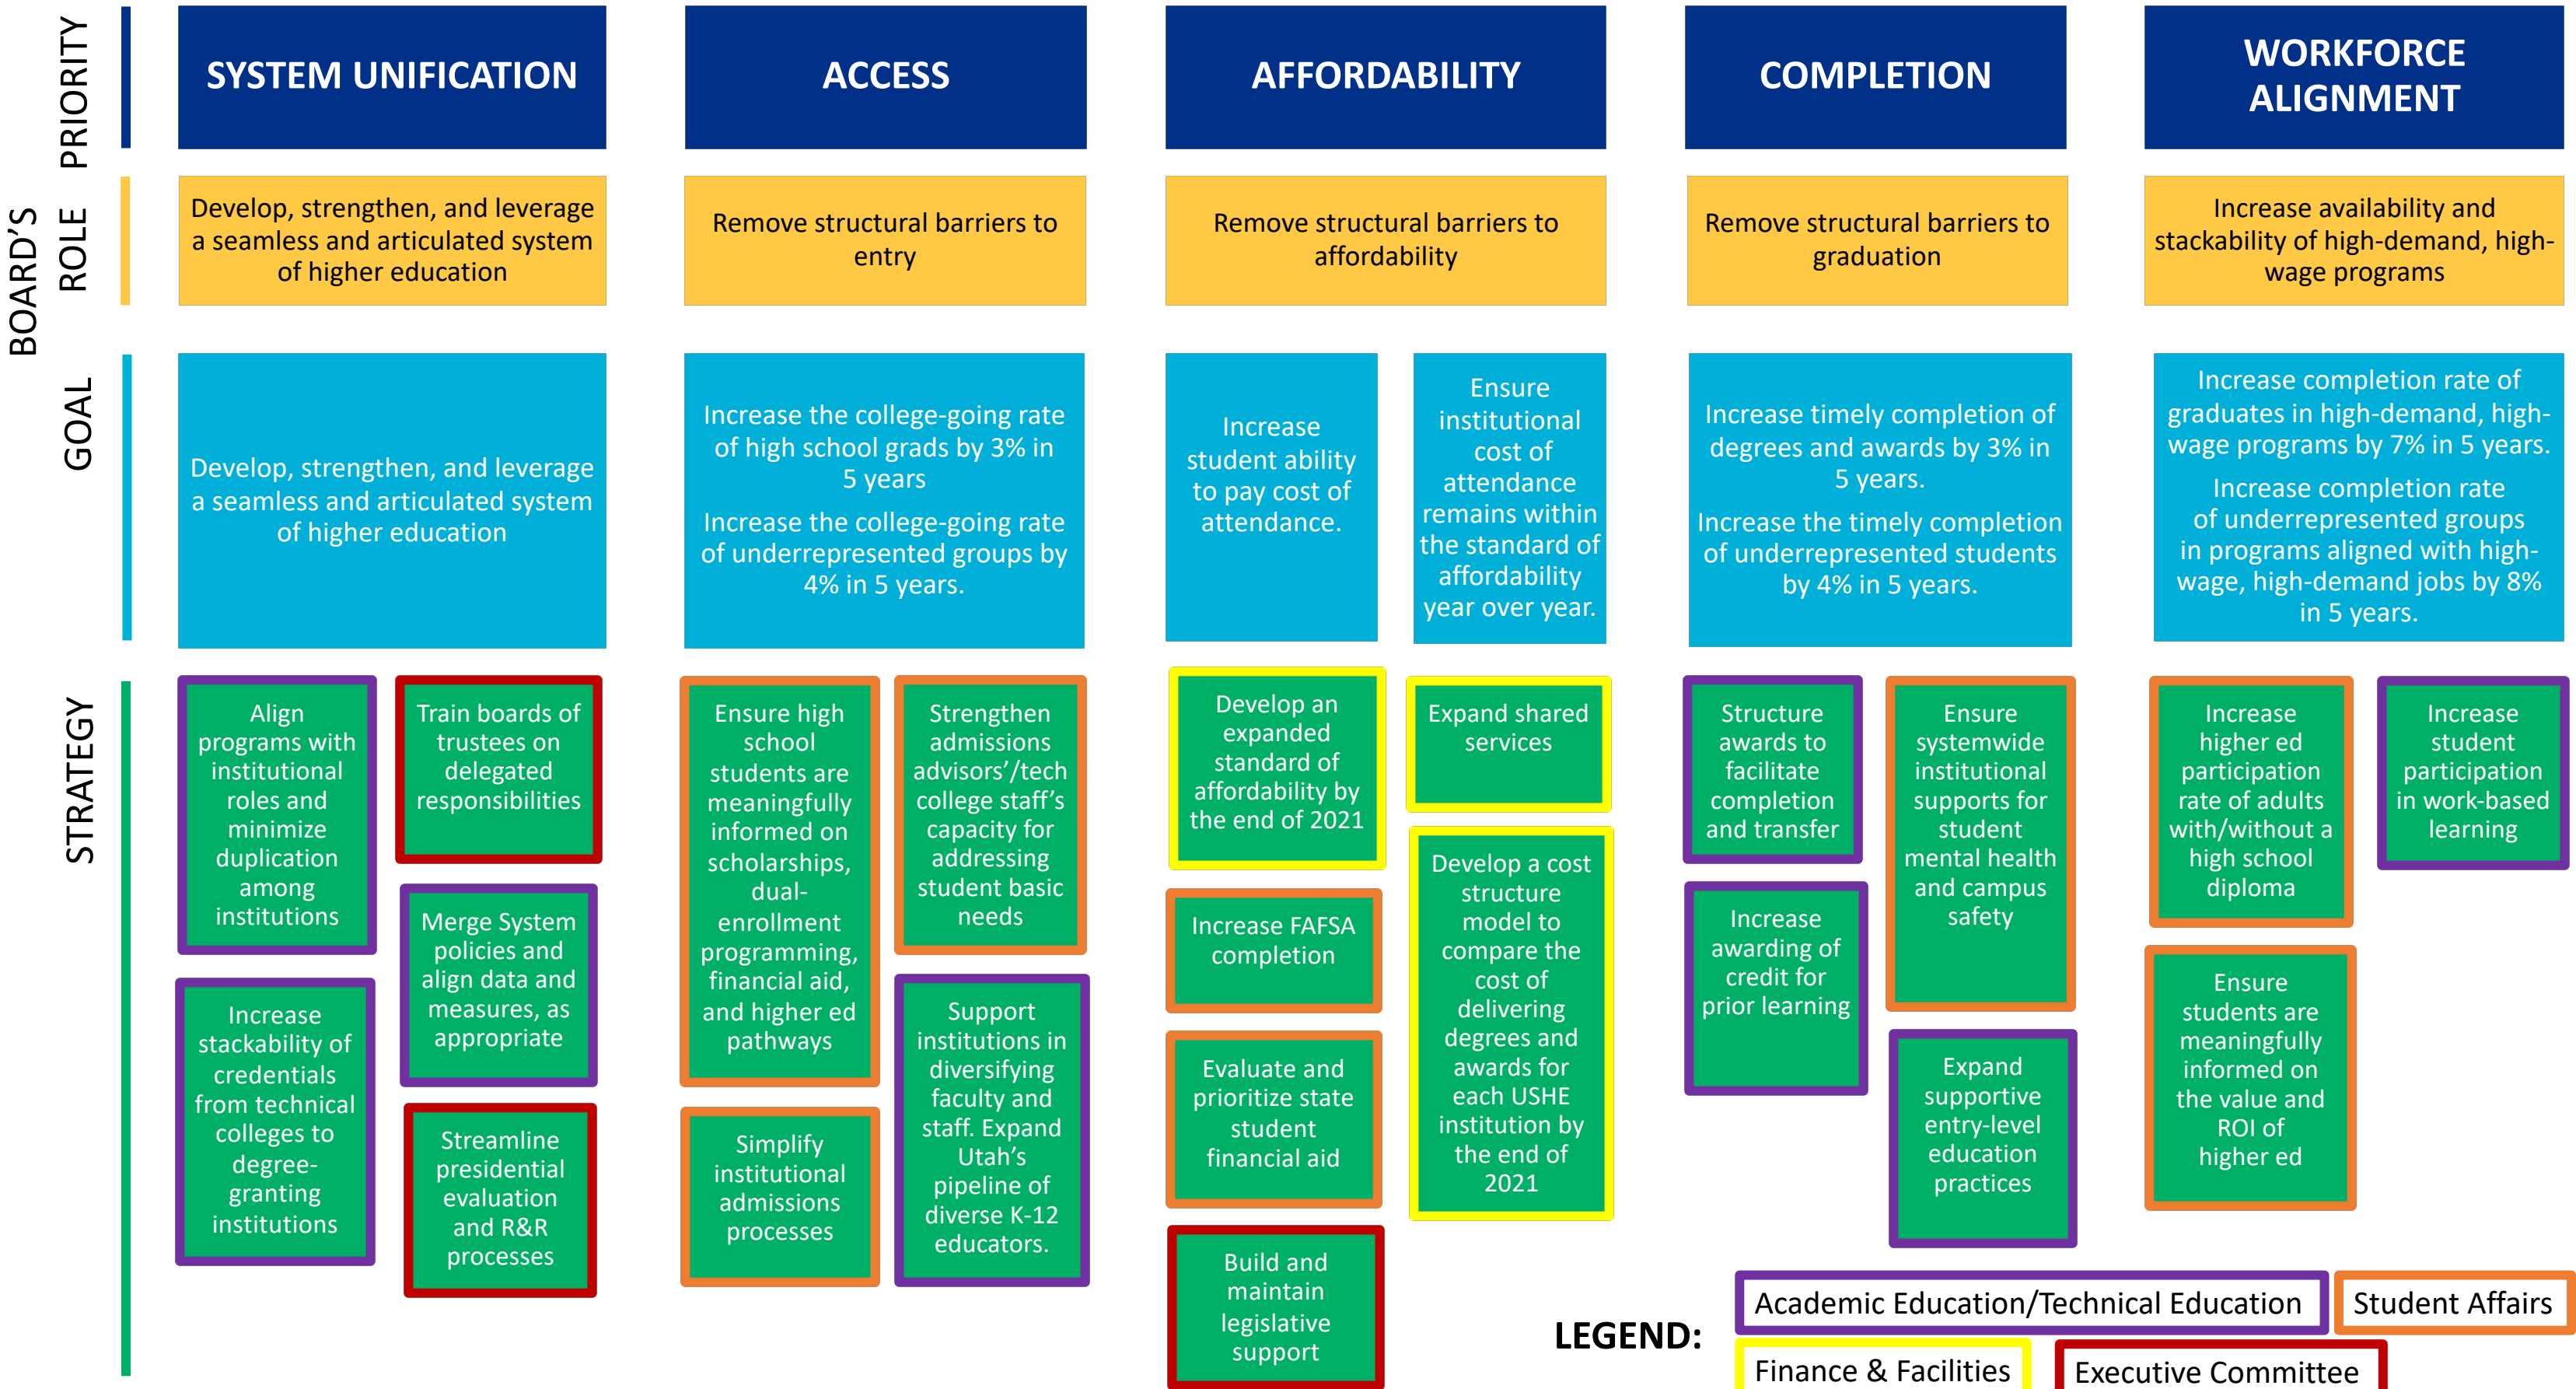 PRIORITY
SYSTEM UNIFICATION
ACCESS
AFFORDABILITY
COMPLETION
WORKFORCE
ALIGNMENT
BOARD'S
ROLE
Develop, strengthen, and leverage
a seamless and articulated system
of higher education
Remove structural barriers to
entry
Remove structural barriers to
affordability
Remove structural barriers to
graduation
Increase availability and
stackability of high-demand, high-
wage programs
GOAL
Develop, strengthen, and leverage
a seamless and articulated system
of higher education
Increase the college-going rate
of high school grads by 3% in
5 years
Increase the college-going rate
of underrepresented groups by
4% in 5 years.
Increase
student ability
to pay cost of
attendance.
Ensure
institutional
cost of
attendance
remains within
the standard of
affordability
year over year.
Increase timely completion of
degrees and awards by 3% in
5 years.
Increase the timely completion
of underrepresented students
by 4% in 5 years.
Increase completion rate of
graduates in high-demand, high-
wage programs by 7% in 5 years.
Increase completion rate
of underrepresented groups
in programs aligned with high-
wage, high-demand jobs by 8%
in 5 years.
STRATEGY
Align
programs with
institutional
roles and
minimize
duplication
among
institutions
Increase
stackability of
credentials
from technical
colleges to
degree-
granting
institutions
Train boards of
trustees on
delegated
responsibilities
Merge System
policies and
align data and
measures, as
appropriate
Streamline
presidential
evaluation
and R&R
processes
Ensure high
school
students are
meaningfully
informed on
scholarships,
dual-
enrollment
programming,
financial aid,
and higher ed
pathways
Simplify
institutional
admissions
processes
Strengthen
admissions
advisors'/tech
college staff's
capacity for
addressing
student basic
needs
Support
institutions in
diversifying
faculty and
staff. Expand
Utah's
pipeline of
diverse K-12
educators.
Develop an
expanded
standard of
affordability by
the end of 2021
Increase FAFSA
completion
Evaluate and
prioritize state
student
financial aid
Build and
maintain
legislative
support
Expand shared
services
Develop a cost
structure
model to
compare the
cost of
delivering
degrees and
awards for
each USHE
institution by
the end of
2021
Structure
awards to
facilitate
completion
and transfer
Increase
awarding of
credit for
prior learning
Ensure
systemwide
institutional
supports for
student
mental health
and campus
safety
Expand
supportive
entry-level
education
practices
Increase
higher ed
participation
rate of adults
with/without a
high school
diploma
Ensure
students are
meaningfully
informed on
the value and
ROI of
higher ed
Increase
student
participation
in work-based
learning
LEGEND:
Academic Education/Technical Education
Student Affairs
Finance & Facilities
Executive Committee